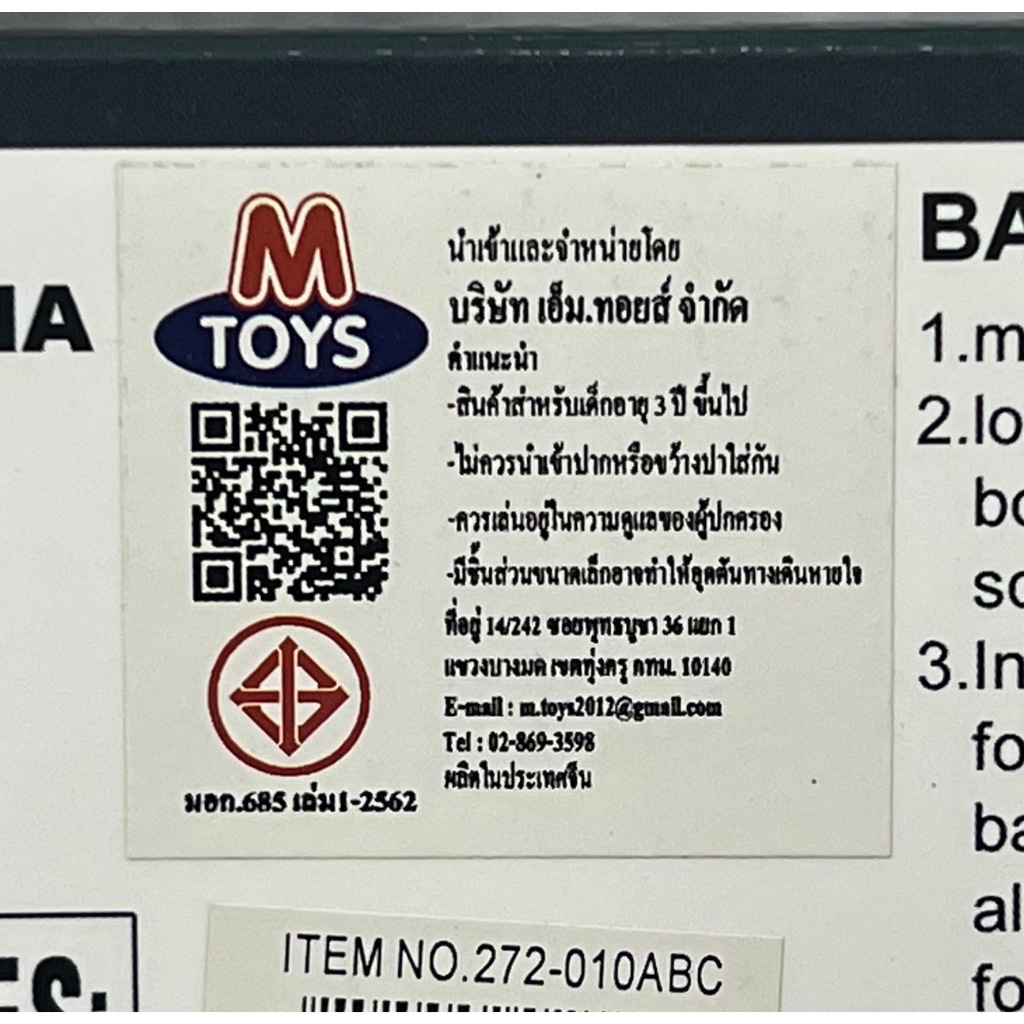 M
TOYS
นำเข้าและจำหน่ายโดย
บริษัท เอ็ม.ทอยส์ จำกัด
คำแนะนำ
-สินค้าสำหรับเด็กอายุ 3 ปี ขึ้นไป
-ไม่ควรนำเข้าปากหรือขว้างปาใส่กัน
-ควรเล่นอยู่ในความดูแลของผู้ปกครอง
-มีชิ้นส่วนขนาดเล็กอาจทำให้อุดตันทางเดินหายใจ
ที่อยู่ 14/242 ซอยพุทธบูชา 36 แยก 1
แขวงบางมด เขตทุ่งครุ กทม. 10140
E-mail : m.toys2012@gmail.com
Tel : 02-869-3598
ผลิตในประเทศจีน
มอก.685 เล่ม1-2562
ITEM NO.272-010ABC
BA
1.m
2.lo
bo
sc
3.In
fo
ba
al
fo